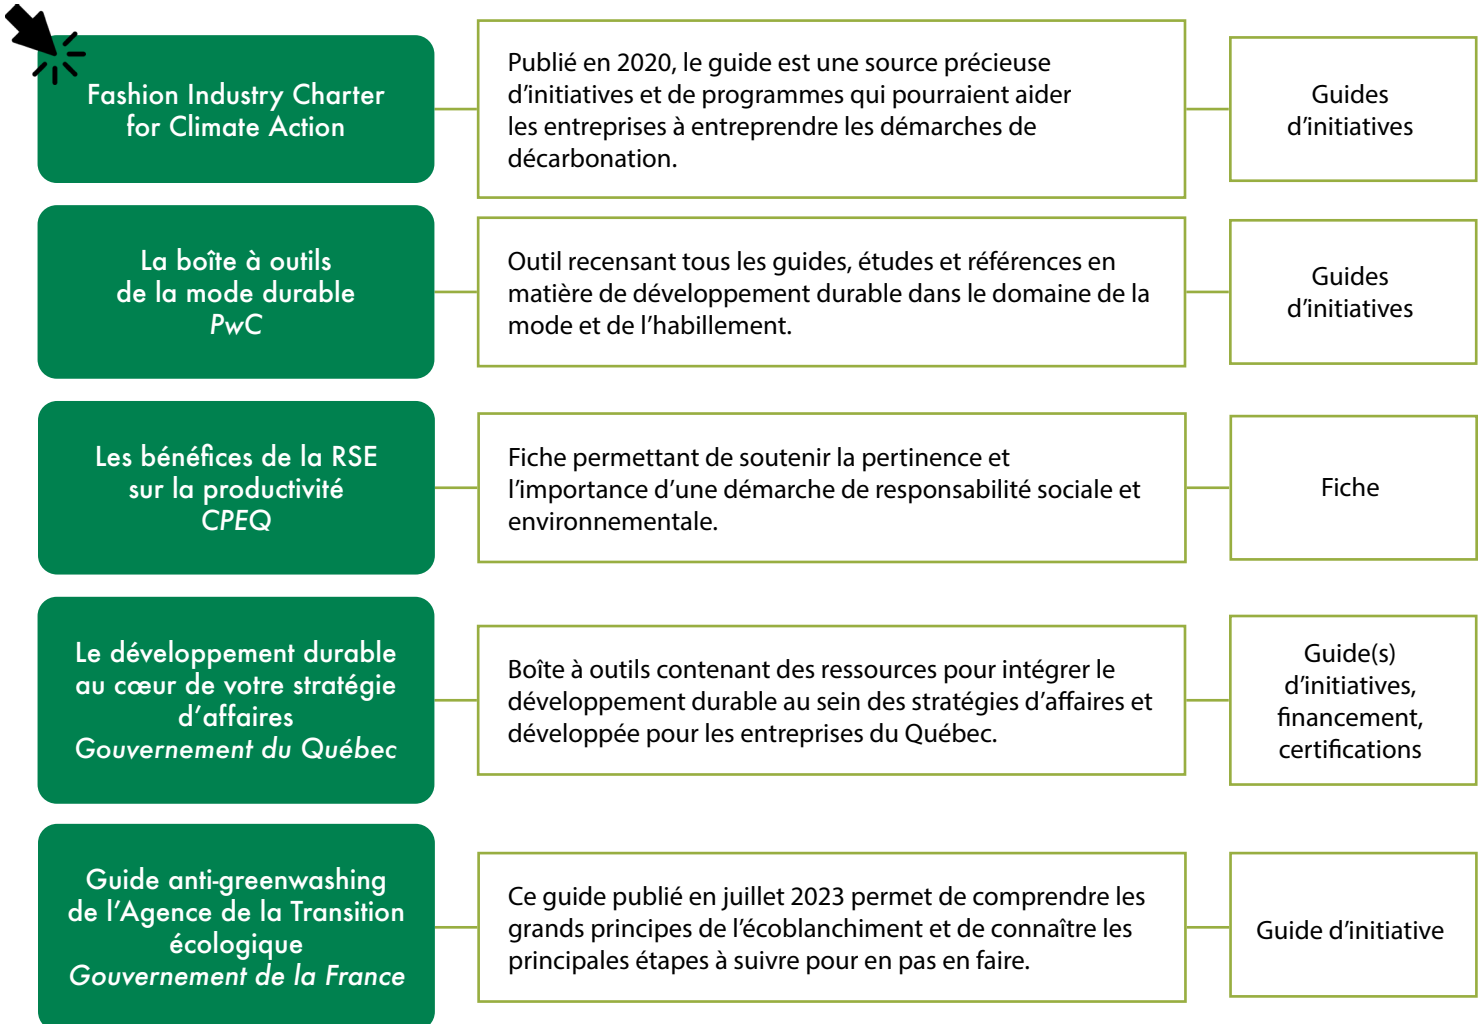 Fashion Industry Charter
for Climate Action
Publié en 2020, le guide est une source précieuse
d’initiatives et de programmes qui pourraient aider
les entreprises à entreprendre les démarches de
décarbonation.
Guides
d’initiatives
La boîte à outils
de la mode durable
PwC
Outil recensant tous les guides, études et références en
matière de développement durable dans le domaine de la
mode et de l’habillement.
Guides
d’initiatives
Les bénéfices de la RSE
sur la productivité
CPEQ
Fiche permettant de soutenir la pertinence et
l’importance d’une démarche de responsabilité sociale et
environnementale.
Fiche
Le développement durable
au cœur de votre stratégie
d’affaires
Gouvernement du Québec
Boîte à outils contenant des ressources pour intégrer le
développement durable au sein des stratégies d’affaires et
développée pour les entreprises du Québec.
Guide(s)
d’initiatives,
financement,
certifications
Guide anti-greenwashing
de l’Agence de la Transition
écologique
Gouvernement de la France
Ce guide publié en juillet 2023 permet de comprendre les
grands principes de l’écoblanchiment et de connaître les
principales étapes à suivre pour en pas en faire.
Guide d’initiative